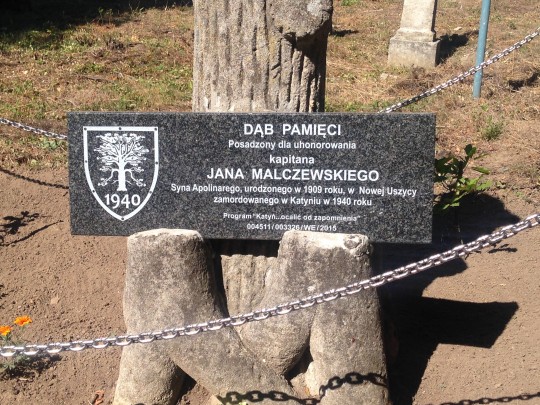 DĄB PAMIĘCI
Posadzony dla uhonorowania
kapitana
JANA MALCZEWSKIEGO
Syna Apolinarego, urodzonego w 1909 roku, w Nowej Uszycy
zamordowanego w Katyniu w 1940 roku
Program "Katyń...ocalić od zapomnienia"
004511/003326/WE/2015
1940